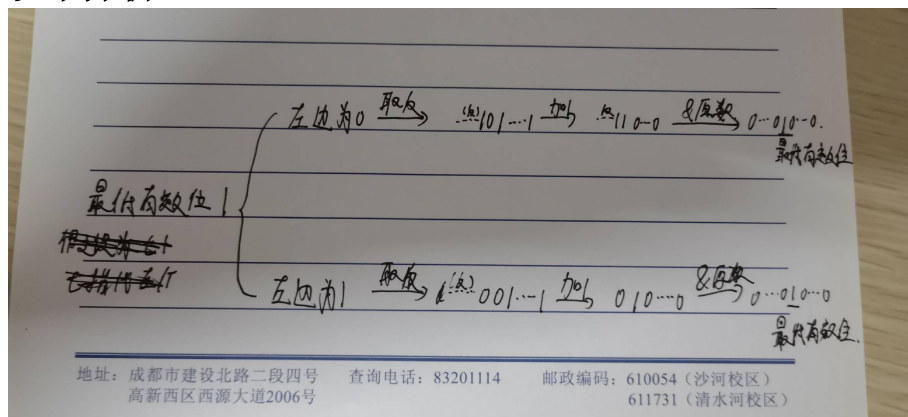 左边为0 取反 (反)101…1 加1 …110…0 &原数 0…010…0.
最低有效位
最低有效位1
左边为1 取反 (反)001…1 加1 010…0 &原数 0…010…0
最低有效位.
地址：成都市建设北路二段四号 查询电话：83201114 邮政编码：610054（沙河校区）
高新西区西源大道2006号 611731（清水河校区）